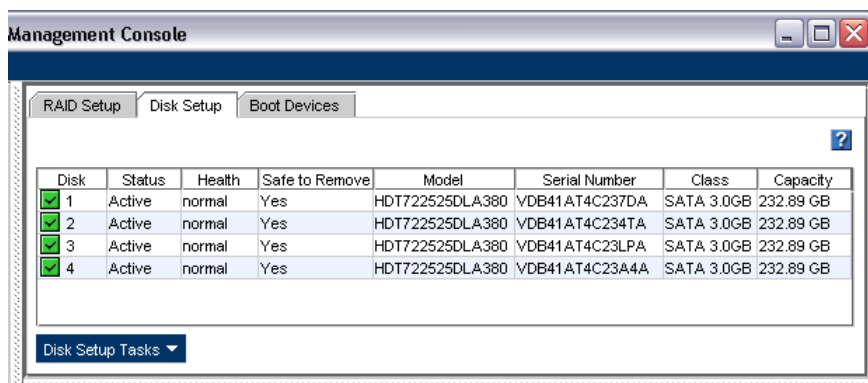 Management Console
RAID Setup Disk Setup Boot Devices
?
Disk Status Health Safe to Remove Model Serial Number Class Capacity
1 Active normal Yes HDT722525DLA380 VDB41AT4C237DA SATA 3.0GB 232.89 GB
2 Active normal Yes HDT722525DLA380 VDB41AT4C234TA SATA 3.0GB 232.89 GB
3 Active normal Yes HDT722525DLA380 VDB41AT4C23LPA SATA 3.0GB 232.89 GB
4 Active normal Yes HDT722525DLA380 VDB41AT4C23A4A SATA 3.0GB 232.89 GB
Disk Setup Tasks